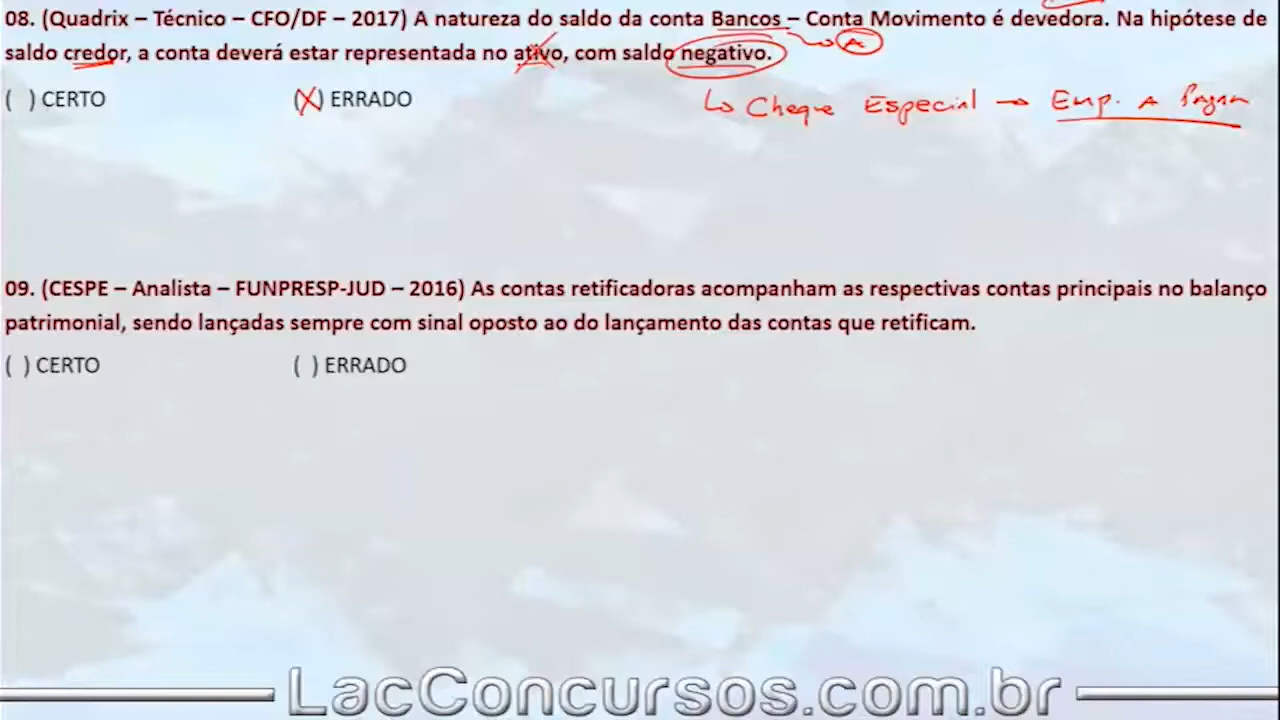 08. (Quadrix – Técnico – CFO/DF – 2017) A natureza do saldo da conta Bancos – Conta Movimento é devedora. Na hipótese de
saldo credor, a conta deverá estar representada no ativo, com saldo negativo.
A
( ) CERTO (X) ERRADO
↳ Cheque Especial → Emp. A Pagar
09. (CESPE – Analista – FUNPRESP-JUD – 2016) As contas retificadoras acompanham as respectivas contas principais no balanço
patrimonial, sendo lançadas sempre com sinal oposto ao do lançamento das contas que retificam.
( ) CERTO ( ) ERRADO
LacConcursos.com.br